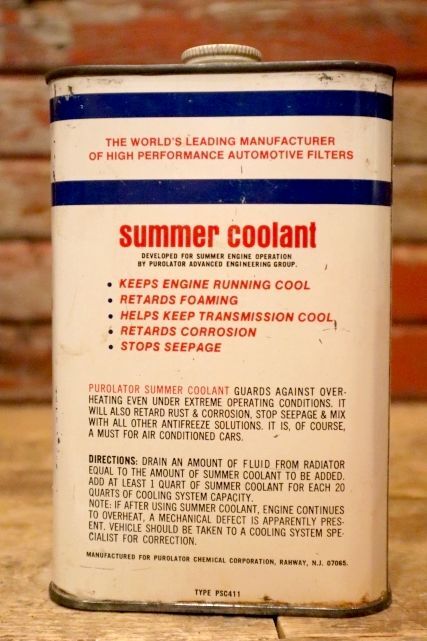 THE WORLD'S LEADING MANUFACTURER
OF HIGH PERFORMANCE AUTOMOTIVE FILTERS
summer coolant
DEVELOPED FOR SUMMER ENGINE OPERATION
BY PUROLATOR ADVANCED ENGINEERING GROUP.
• KEEPS ENGINE RUNNING COOL
• RETARDS FOAMING
• HELPS KEEP TRANSMISSION COOL
• RETARDS CORROSION
• STOPS SEEPAGE
PUROLATOR SUMMER COOLANT GUARDS AGAINST OVER-
HEATING EVEN UNDER EXTREME OPERATING CONDITIONS. IT
WILL ALSO RETARD RUST & CORROSION, STOP SEEPAGE & MIX
WITH ALL OTHER ANTIFREEZE SOLUTIONS. IT IS, OF COURSE,
A MUST FOR AIR CONDITIONED CARS.
DIRECTIONS: DRAIN AN AMOUNT OF FLUID FROM RADIATOR
EQUAL TO THE AMOUNT OF SUMMER COOLANT TO BE ADDED.
ADD AT LEAST 1 QUART OF SUMMER COOLANT FOR EACH 20
QUARTS OF COOLING SYSTEM CAPACITY.
NOTE: IF AFTER USING SUMMER COOLANT, ENGINE CONTINUES
TO OVERHEAT, A MECHANICAL DEFECT IS APPARENTLY PRES-
ENT. VEHICLE SHOULD BE TAKEN TO A COOLING SYSTEM SPE-
CIALIST FOR CORRECTION.
MANUFACTURED FOR PUROLATOR CHEMICAL CORPORATION, RAHWAY, N.J. 07065.
TYPE PSC411